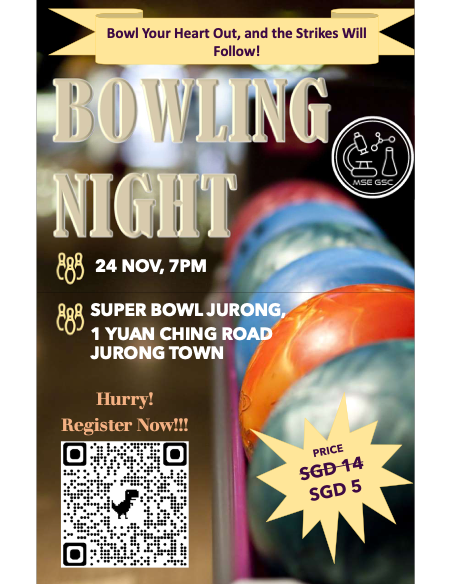 Bowl Your Heart Out, and the Strikes Will
Follow!
BOWLING
NIGHT
MSE GSC
24 NOV, 7PM
SUPER BOWL JURONG,
1 YUAN CHING ROAD
JURONG TOWN
Hurry!
Register Now!!!
PRICE
SGD 14
SGD 5